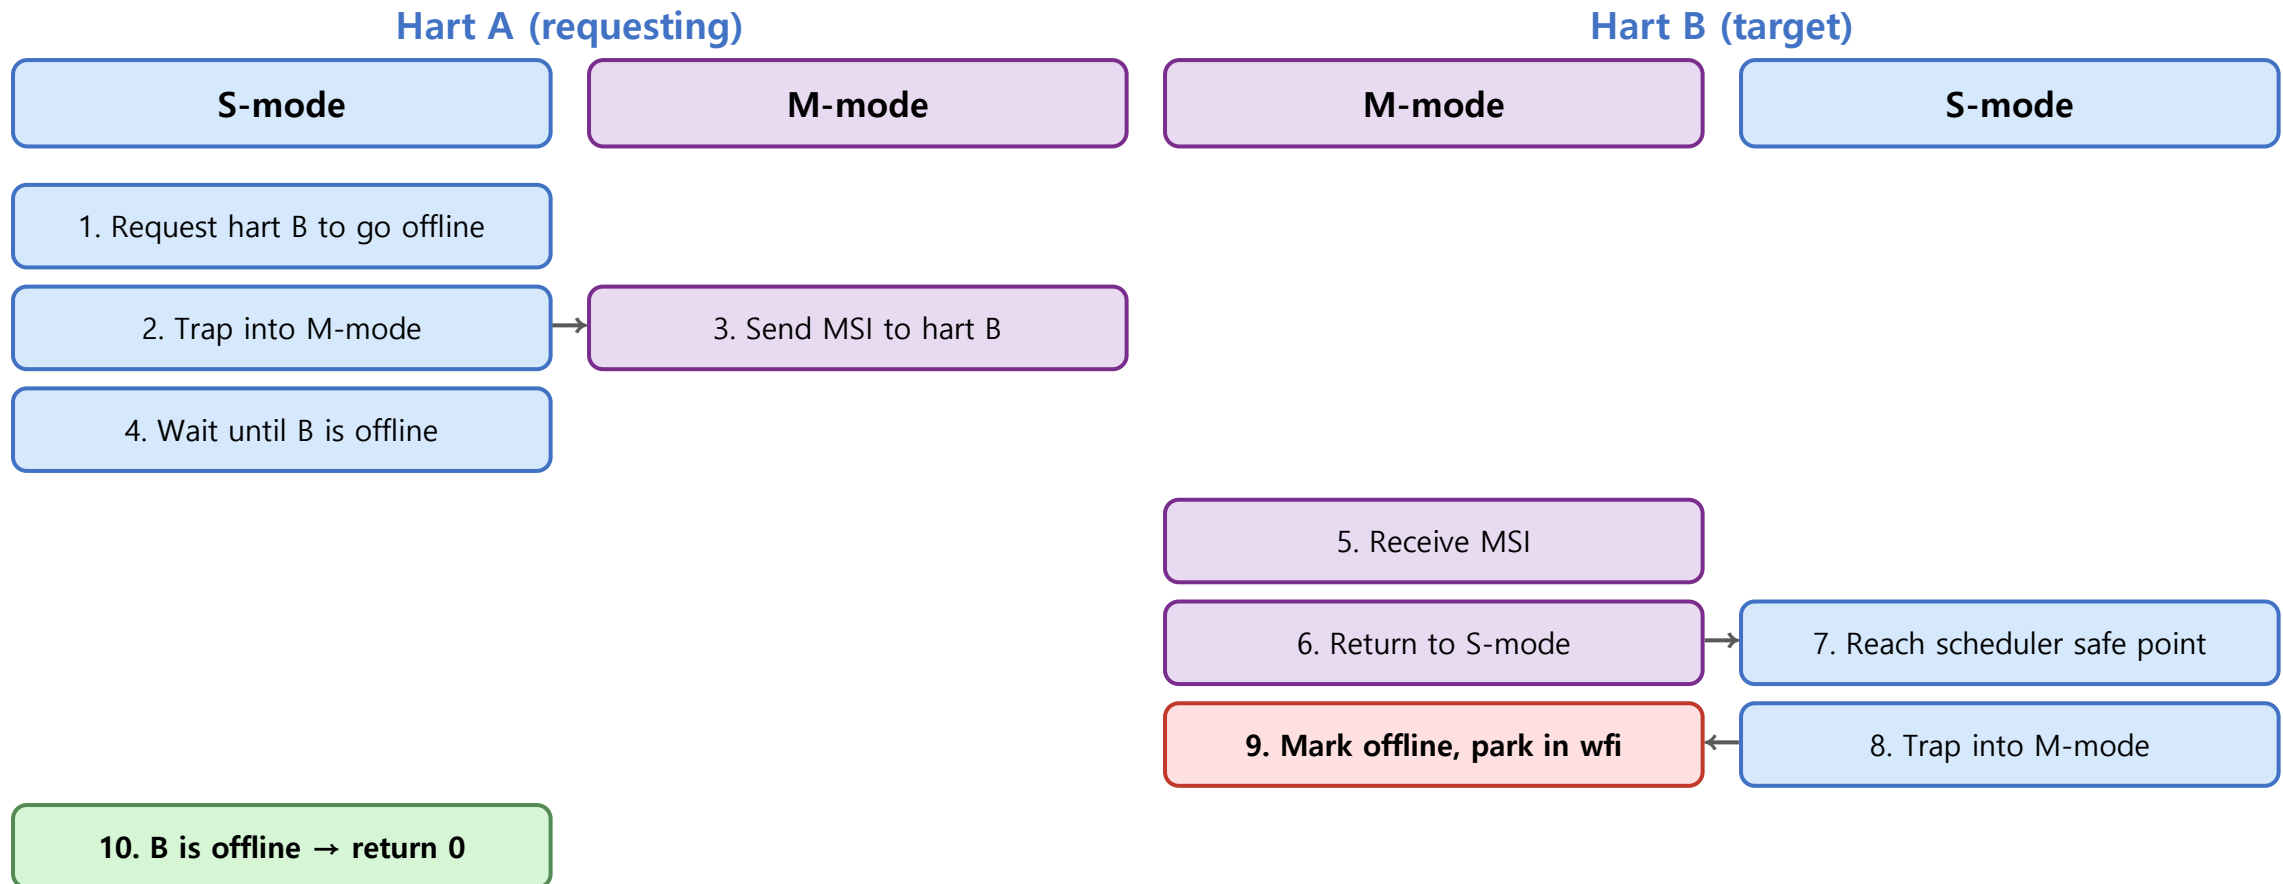 Hart A (requesting)
Hart B (target)
S-mode
M-mode
M-mode
S-mode
1. Request hart B to go offline
2. Trap into M-mode
3. Send MSI to hart B
4. Wait until B is offline
5. Receive MSI
6. Return to S-mode
7. Reach scheduler safe point
9. Mark offline, park in wfi
8. Trap into M-mode
10. B is offline → return 0